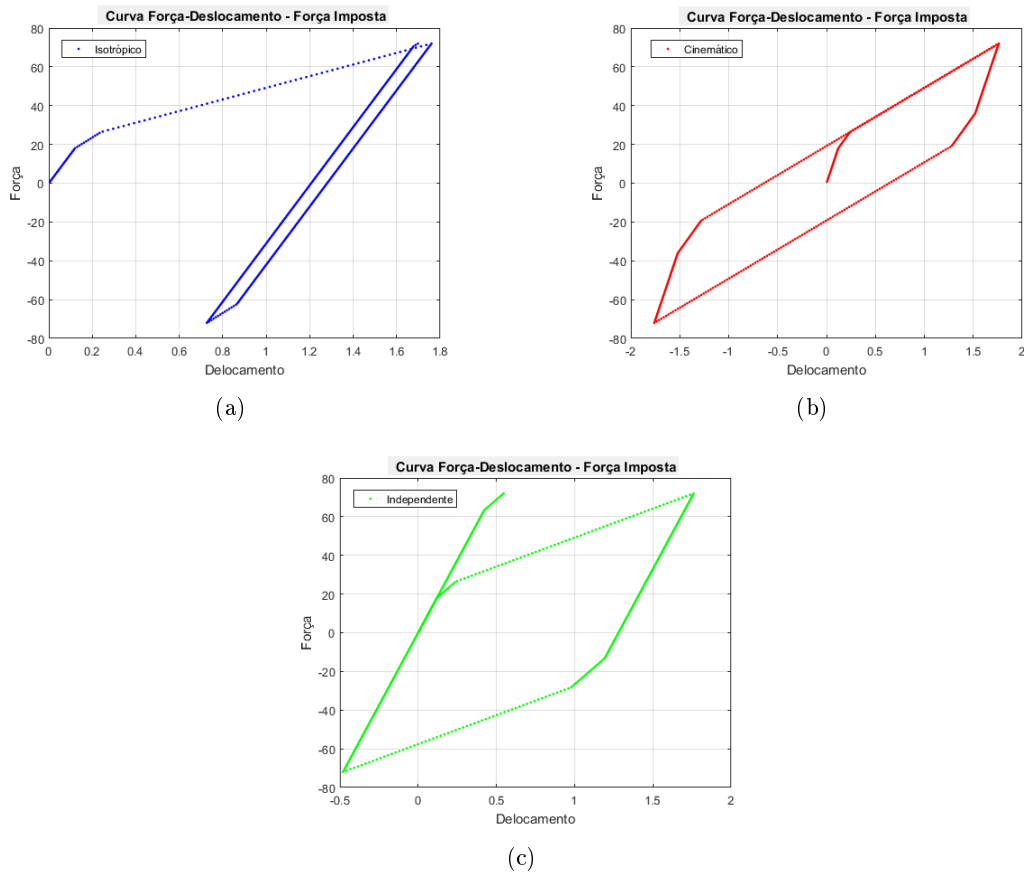 Curva Força-Deslocamento - Força Imposta
80
60
40
20
0
-20
-40
-60
-80
Força
Isotrópico
0 0.2 0.4 0.6 0.8 1 1.2 1.4 1.6 1.8
Delocamento
(a)
Curva Força-Deslocamento - Força Imposta
80
60
40
20
0
-20
-40
-60
-80
Força
Cinemático
-2 -1.5 -1 -0.5 0 0.5 1 1.5 2
Delocamento
(b)
Curva Força-Deslocamento - Força Imposta
80
60
40
20
0
-20
-40
-60
-80
Força
Independente
-0.5 0 0.5 1 1.5 2
Delocamento
(c)